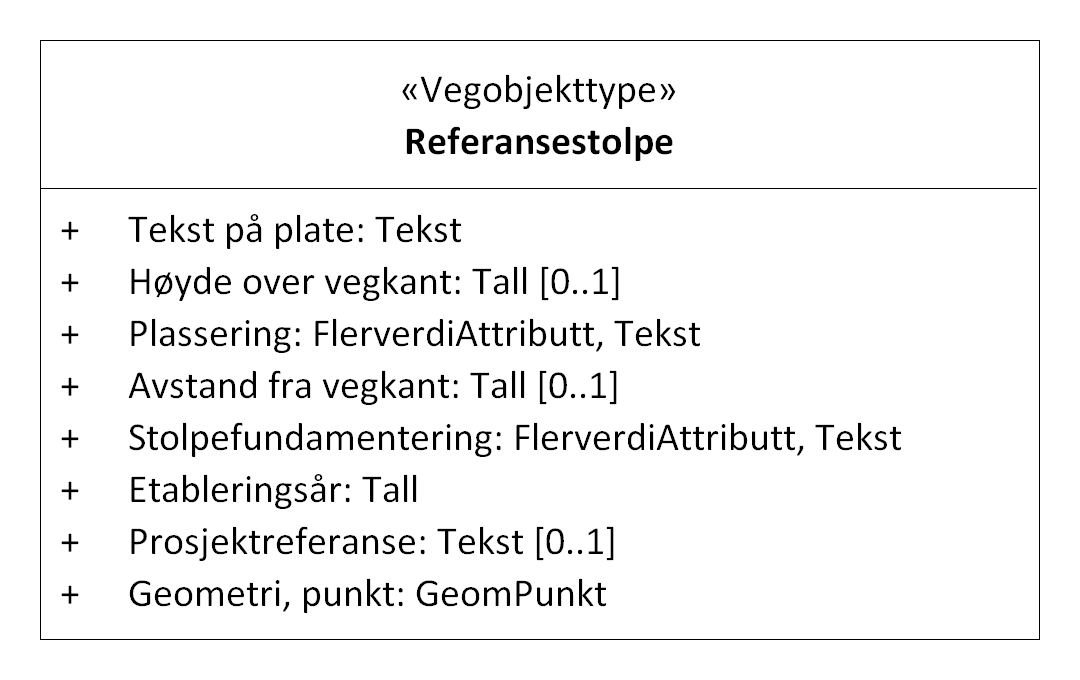 «Vegobjekttype»
Referansestolpe
+ Tekst på plate: Tekst
+ Høyde over vegkant: Tall [0..1]
+ Plassering: FlerverdiAttributt, Tekst
+ Avstand fra vegkant: Tall [0..1]
+ Stolpefundamentering: FlerverdiAttributt, Tekst
+ Etableringsår: Tall
+ Prosjektreferanse: Tekst [0..1]
+ Geometri, punkt: GeomPunkt